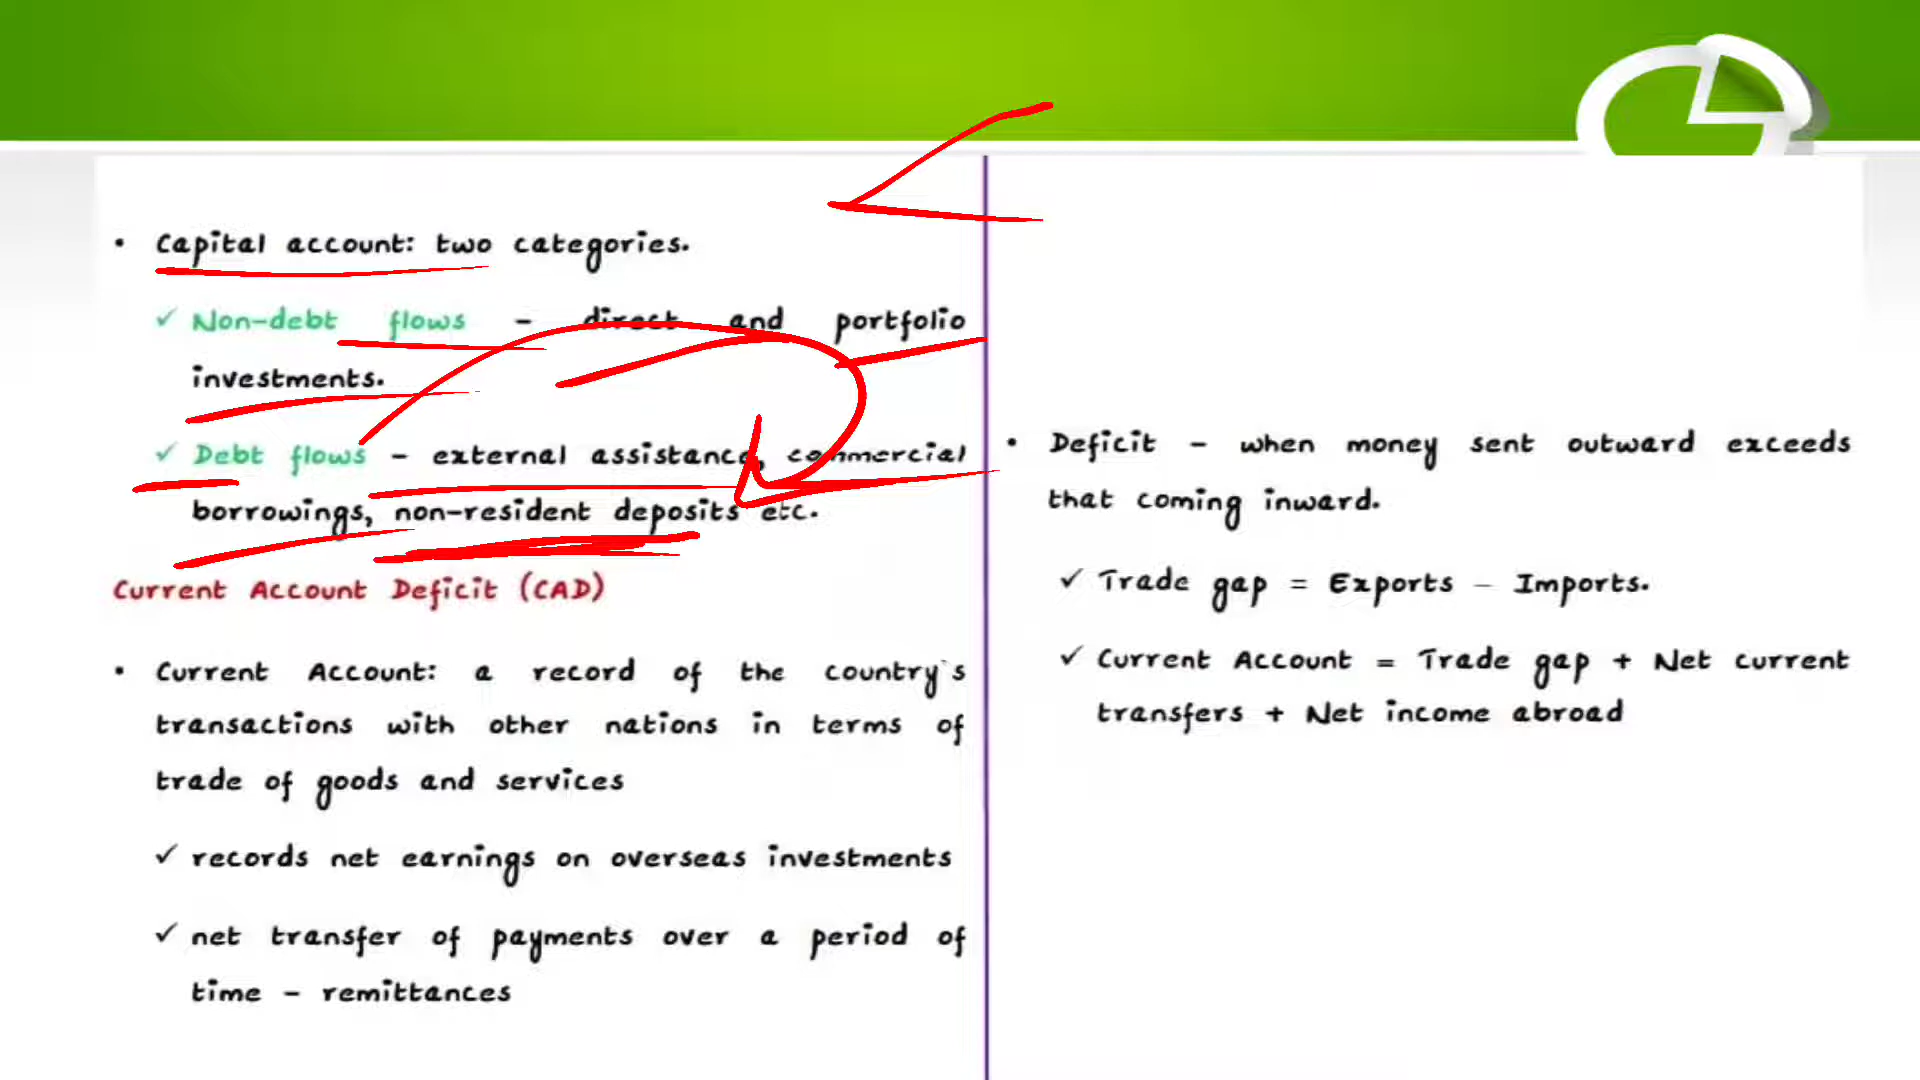 • Capital account: two categories.
✓ Non-debt flows – direct and portfolio
investments.
✓ Debt flows – external assistance, commercial
borrowings, non-resident deposits etc.
Current Account Deficit (CAD)
• Current Account: a record of the country's
transactions with other nations in terms of
trade of goods and services
✓ records net earnings on overseas investments
✓ net transfer of payments over a period of
time – remittances
• Deficit – when money sent outward exceeds
that coming inward.
✓ Trade gap = Exports – Imports.
✓ Current Account = Trade gap + Net current
transfers + Net income abroad